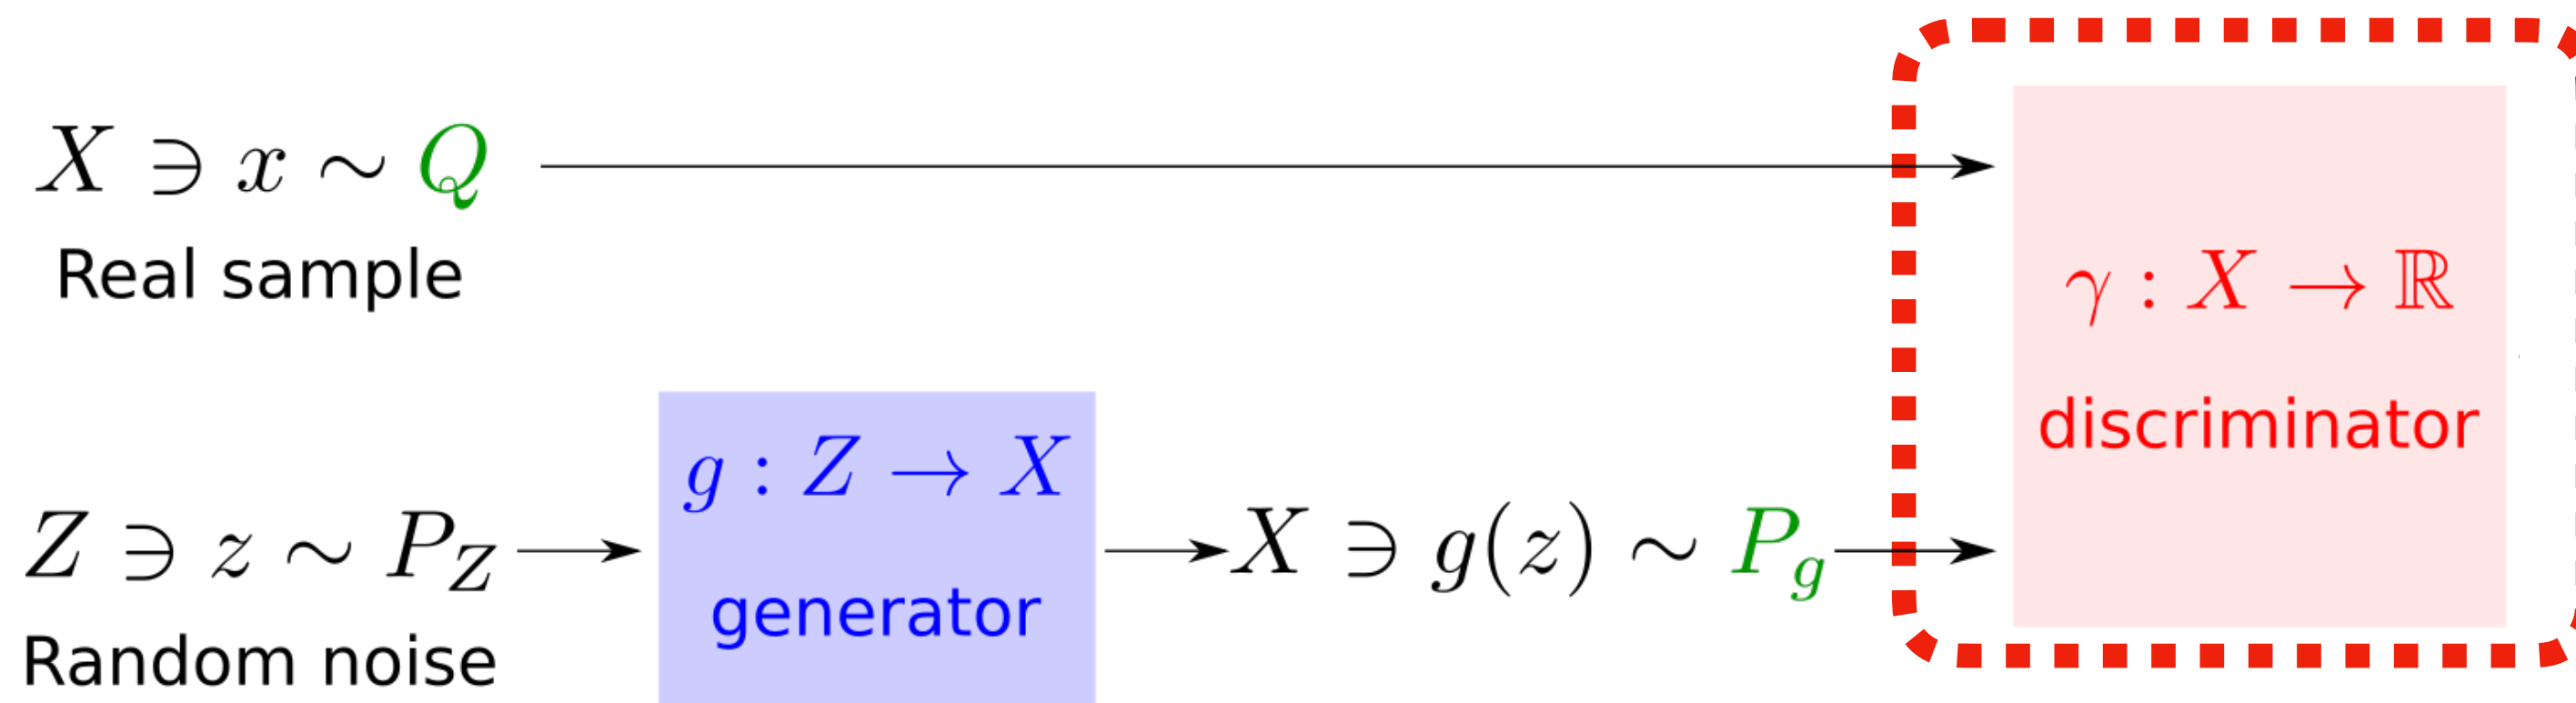 X ∋ x ∼ Q
Real sample
γ : X → ℝ
discriminator
g : Z → X
generator
Z ∋ z ∼ P_Z
Random noise
X ∋ g(z) ∼ P_g